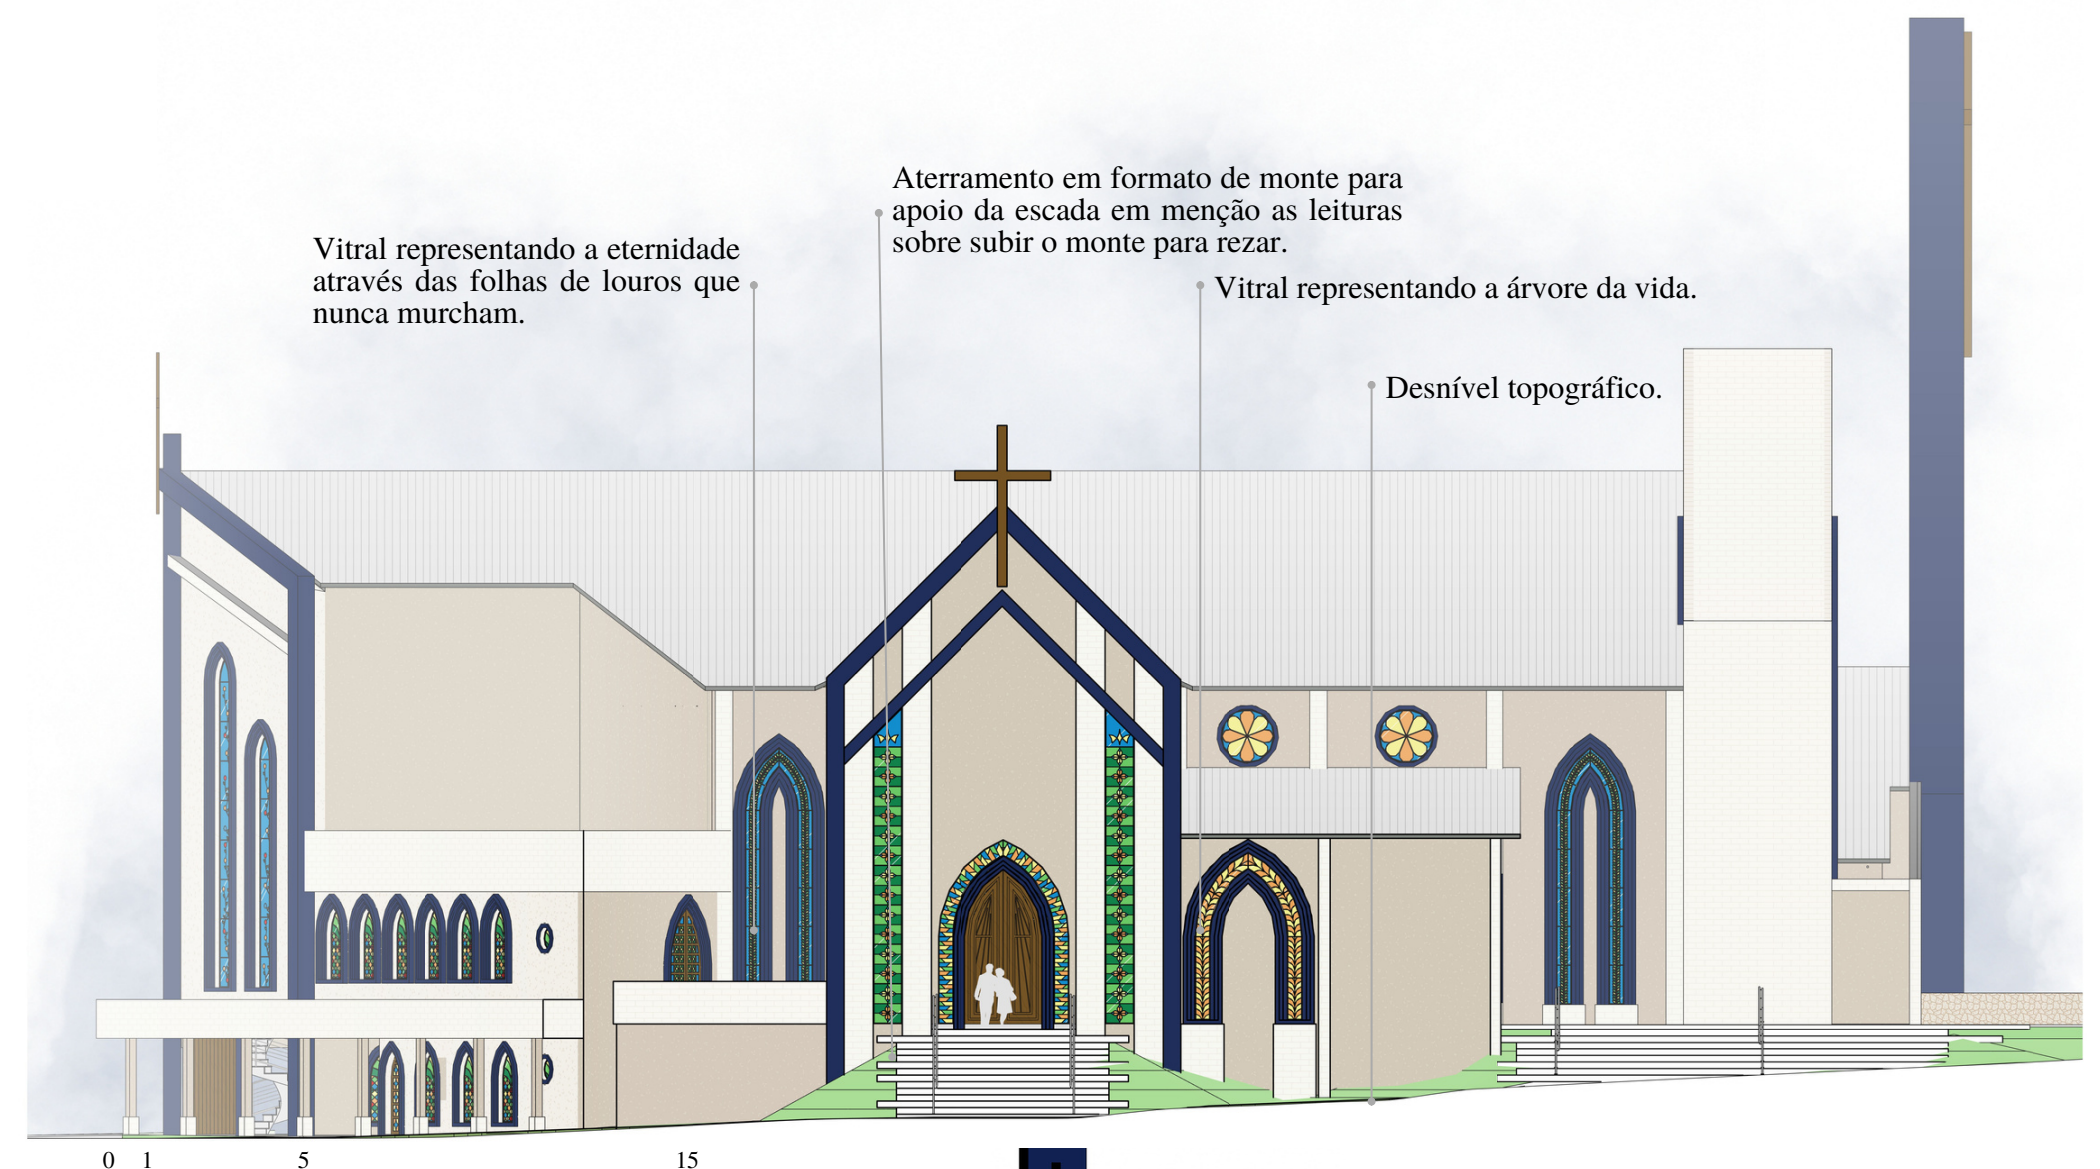 Aterramento em formato de monte para
apoio da escada em menção as leituras
sobre subir o monte para rezar.
Vitral representando a eternidade
através das folhas de louros que
nunca murcham.
Vitral representando a árvore da vida.
Desnível topográfico.
0 1 5 15